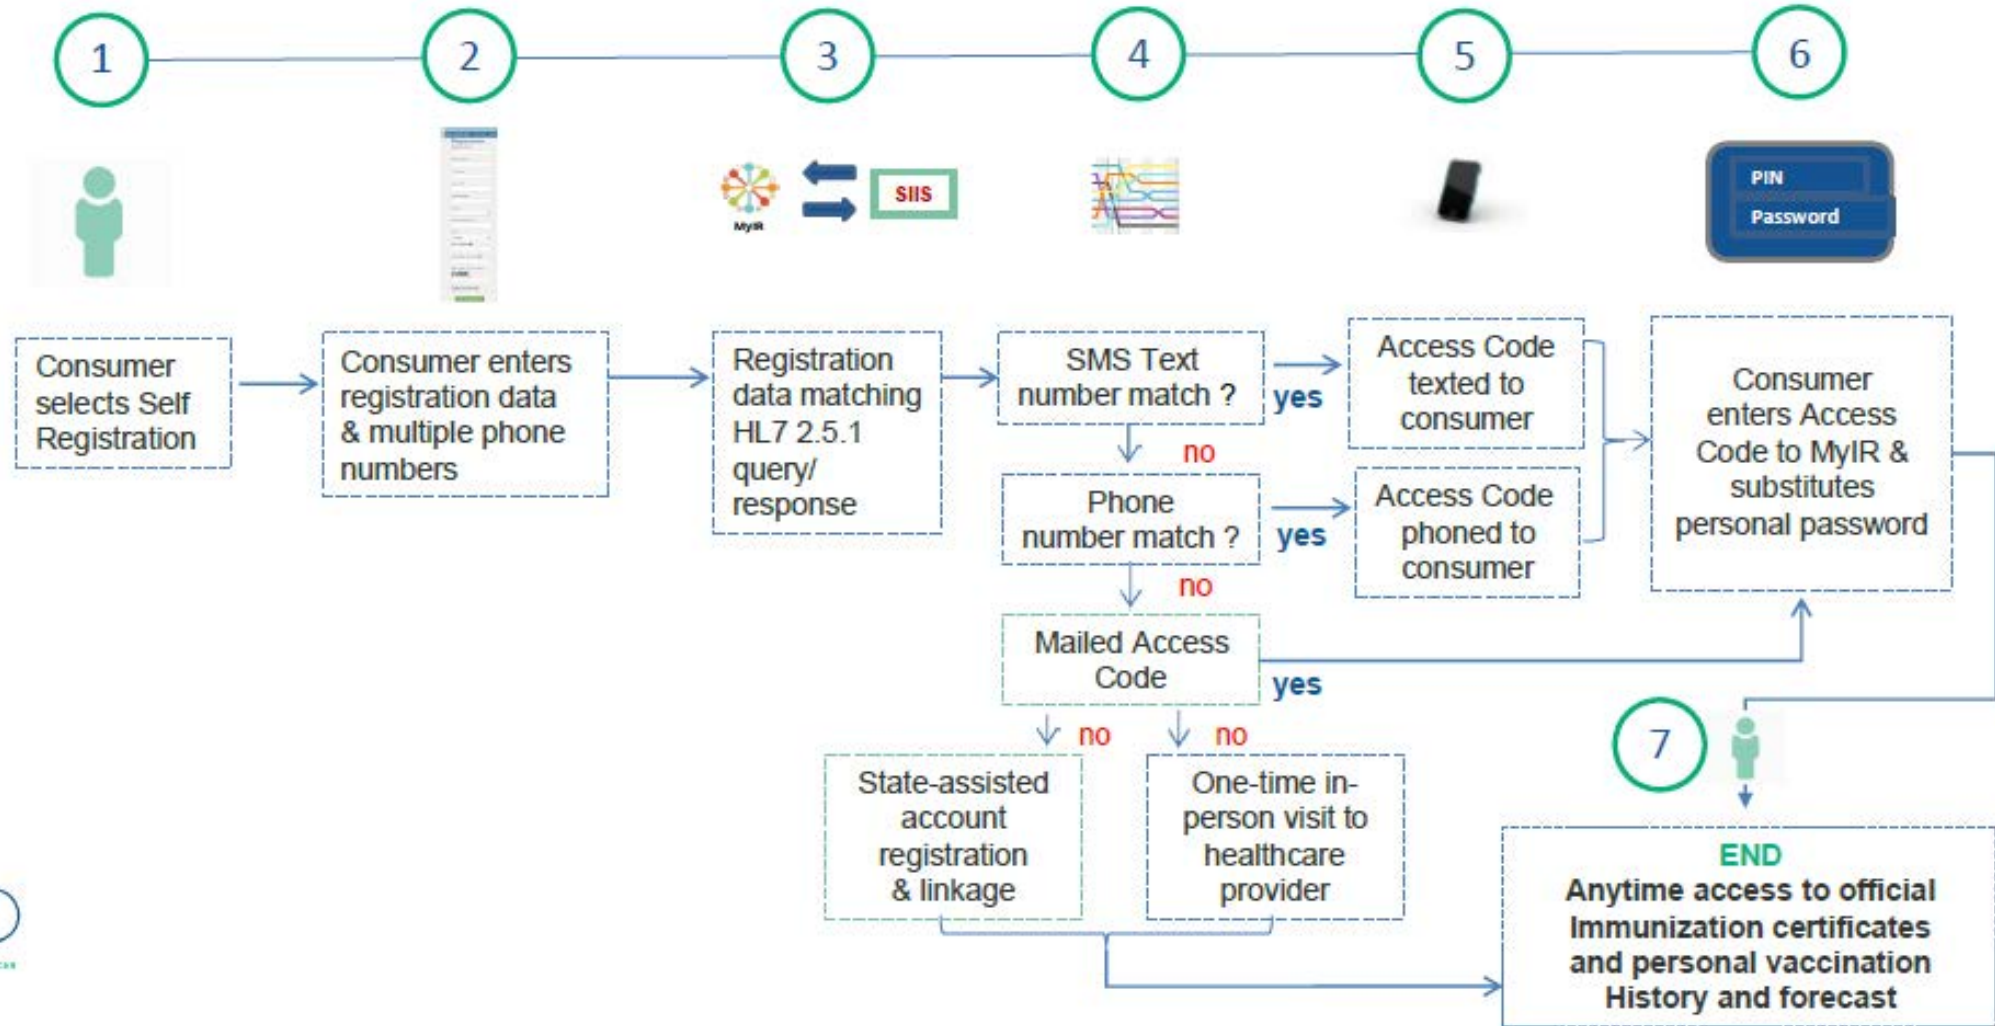 1
2
3
4
5
6
MyIR
SIIS
PIN
Password
Consumer
selects Self
Registration
Consumer enters
registration data
& multiple phone
numbers
Registration
data matching
HL7 2.5.1
query/
response
SMS Text
number match ?
yes
no
Access Code
texted to
consumer
Phone
number match ?
yes
no
Access Code
phoned to
consumer
Consumer
enters Access
Code to MyIR &
substitutes
personal password
Mailed Access
Code
yes
no
no
State-assisted
account
registration
& linkage
One-time in-
person visit to
healthcare
provider
7
END
Anytime access to official
Immunization certificates
and personal vaccination
History and forecast